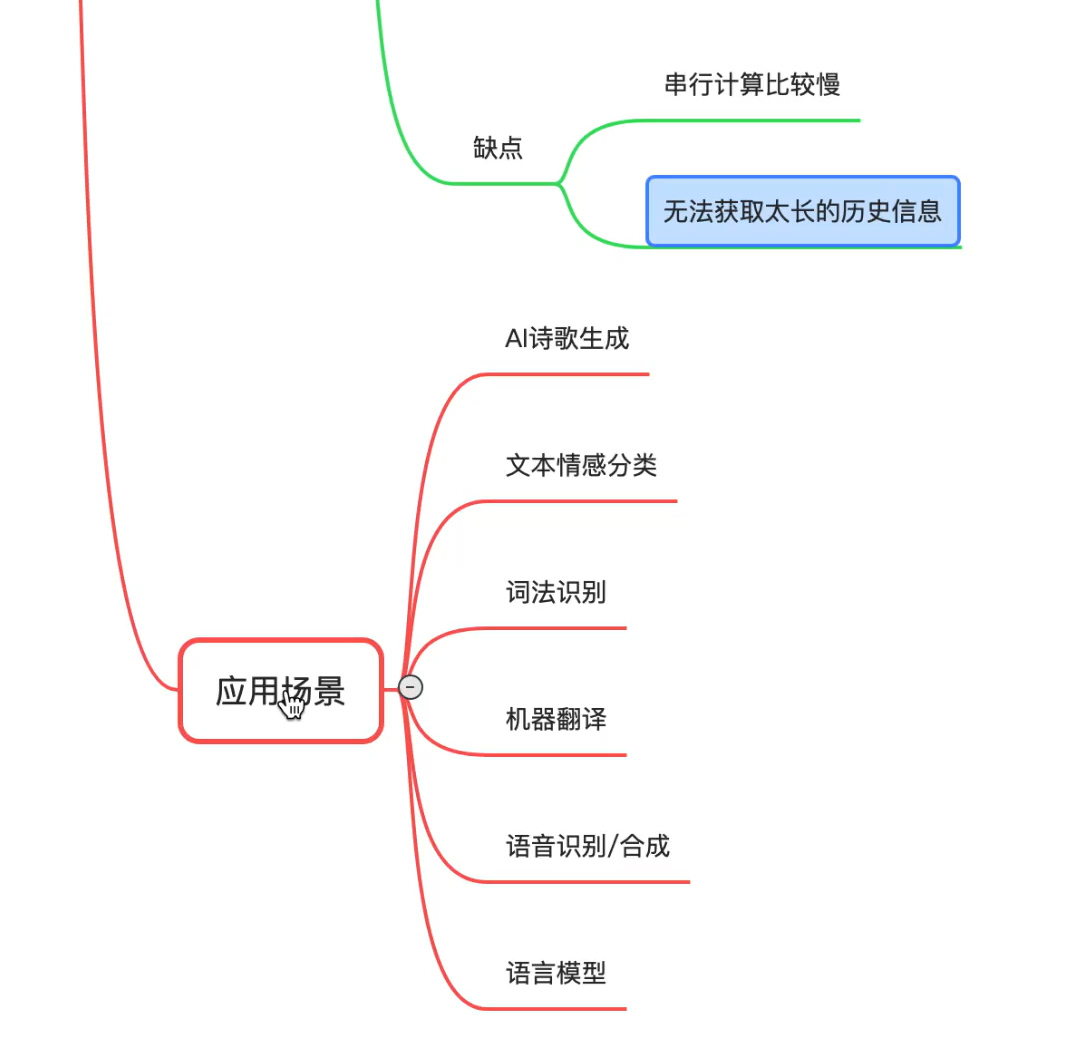 串行计算比较慢
缺点
无法获取太长的历史信息
AI诗歌生成
文本情感分类
词法识别
应用场景
机器翻译
语音识别/合成
语言模型